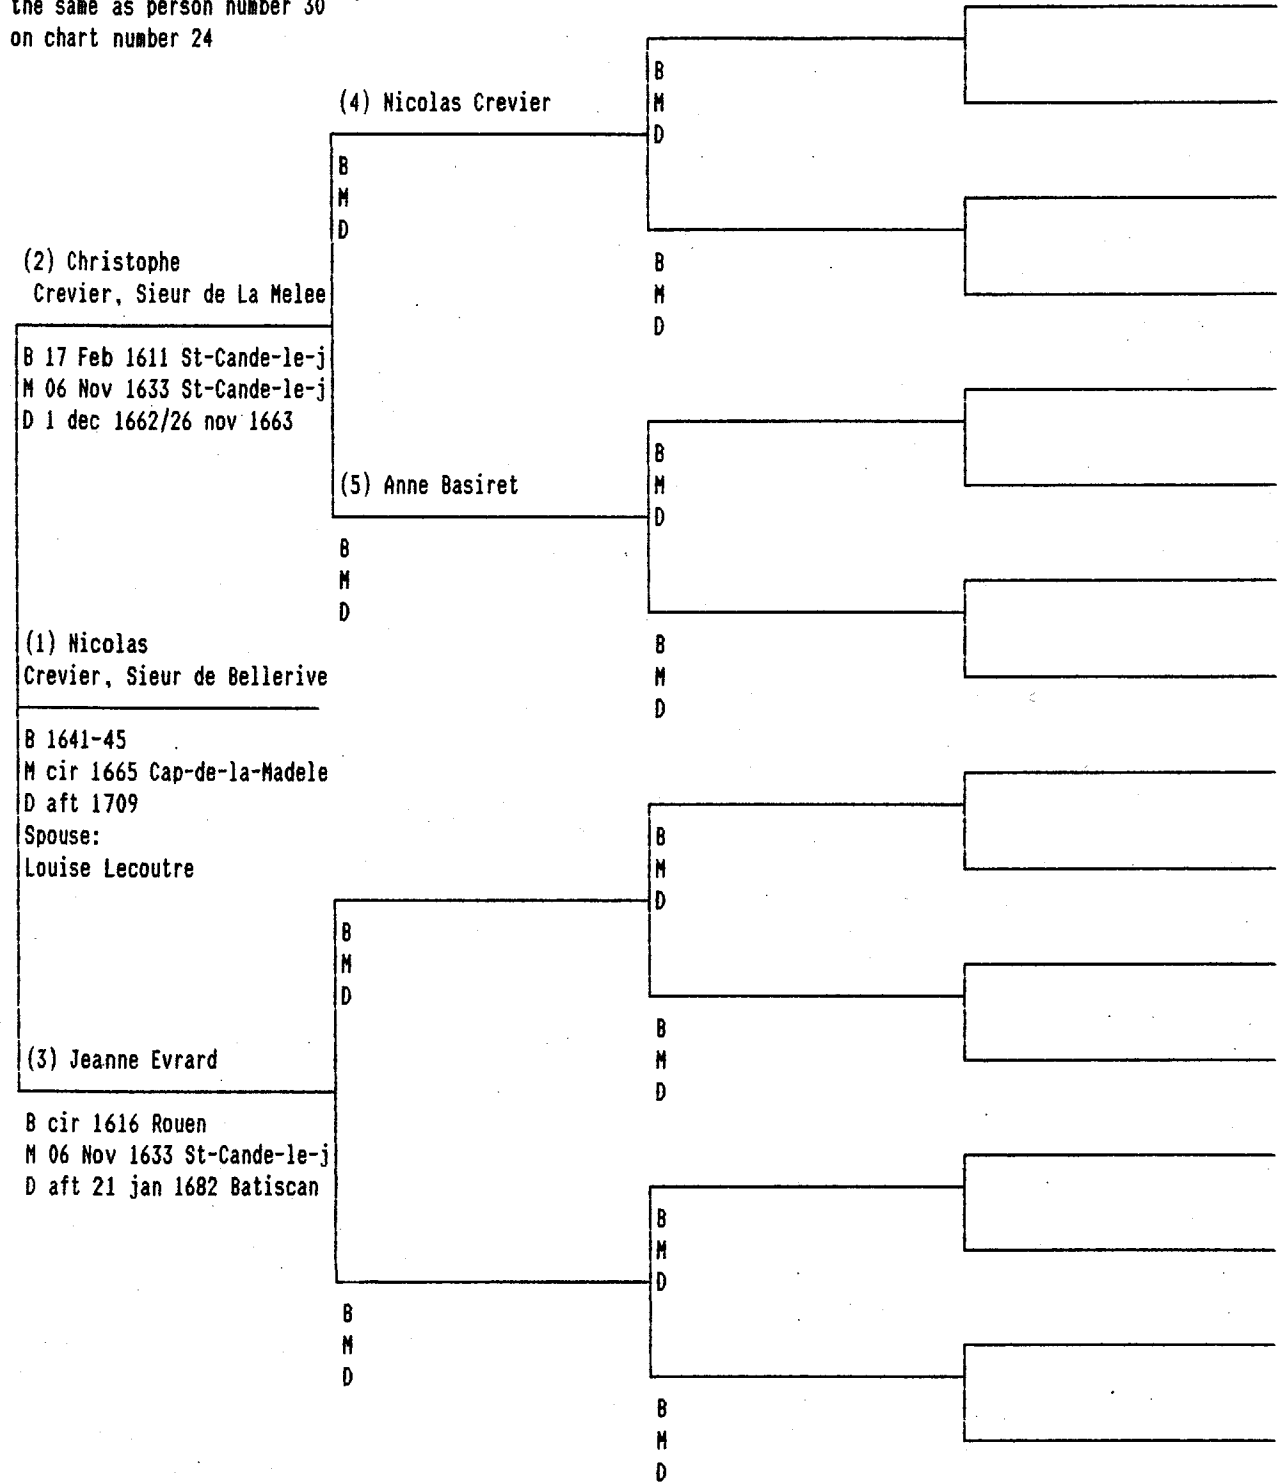 the same as person number 30
on chart number 24
B
M
D
(4) Nicolas Crevier
B
M
D
B
M
D
(2) Christophe
Crevier, Sieur de La Melee
B 17 Feb 1611 St-Cande-le-j
M 06 Nov 1633 St-Cande-le-j
D 1 dec 1662/26 nov 1663
B
M
D
(5) Anne Basiret
B
M
D
B
M
D
(1) Nicolas
Crevier, Sieur de Bellerive
B 1641-45
M cir 1665 Cap-de-la-Madele
D aft 1709
Spouse:
Louise Lecoutre
B
M
D
B
M
D
B
M
D
(3) Jeanne Evrard
B cir 1616 Rouen
M 06 Nov 1633 St-Cande-le-j
D aft 21 jan 1682 Batiscan
B
M
D
B
M
D
B
M
D